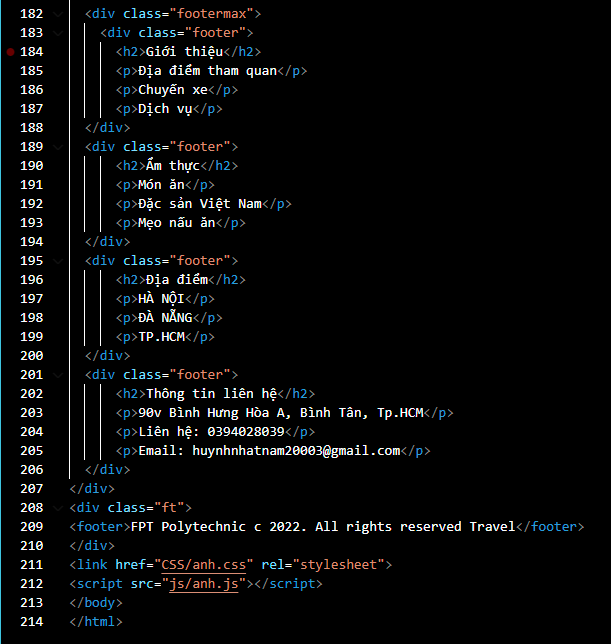 182 <div class="footermax">
183 <div class="footer">
184 <h2>Giới thiệu</h2>
185 <p>Địa điểm tham quan</p>
186 <p>Chuyến xe</p>
187 <p>Dịch vụ</p>
188 </div>
189 <div class="footer">
190 <h2>Ẩm thực</h2>
191 <p>Món ăn</p>
192 <p>Đặc sản Việt Nam</p>
193 <p>Mẹo nấu ăn</p>
194 </div>
195 <div class="footer">
196 <h2>Địa điểm</h2>
197 <p>HÀ NỘI</p>
198 <p>ĐÀ NẴNG</p>
199 <p>TP.HCM</p>
200 </div>
201 <div class="footer">
202 <h2>Thông tin liên hệ</h2>
203 <p>90v Bình Hưng Hòa A, Bình Tân, Tp.HCM</p>
204 <p>Liên hệ: 0394028039</p>
205 <p>Email: huynhnhatnam20003@gmail.com</p>
206 </div>
207 </div>
208 <div class="ft">
209 <footer>FPT Polytechnic c 2022. All rights reserved Travel</footer>
210 </div>
211 <link href="CSS/anh.css" rel="stylesheet">
212 <script src="js/anh.js"></script>
213 </body>
214 </html>